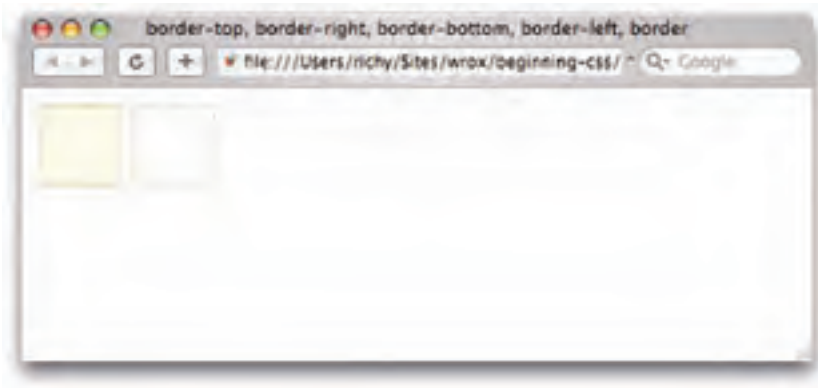 border-top, border-right, border-bottom, border-left, border
file:///Users/richy/Sites/wrox/beginning-css/ Google